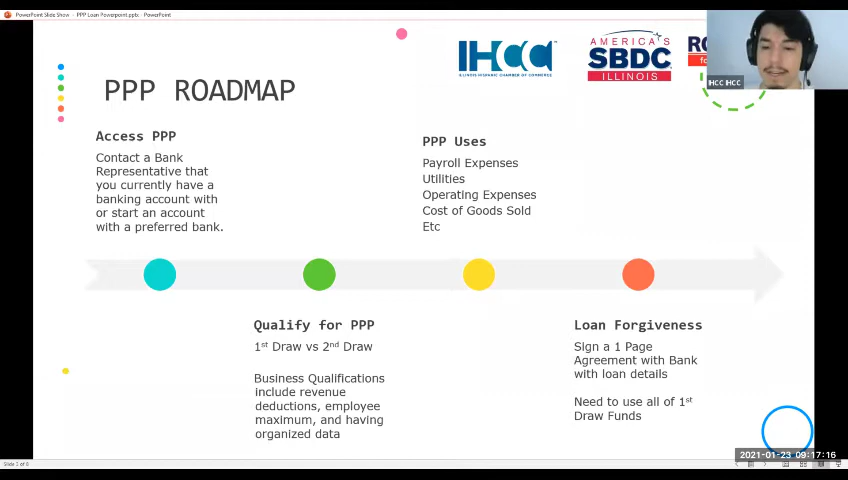 PowerPoint Slide Show - PPP Loan Powerpoint.pptx - PowerPoint
IHCC
ILLINOIS HISPANIC CHAMBER OF COMMERCE
AMERICA'S
SBDC
ILLINOIS
IHCC IHCC
PPP ROADMAP
Access PPP
Contact a Bank
Representative that
you currently have a
banking account with
or start an account
with a preferred bank.
PPP Uses
Payroll Expenses
Utilities
Operating Expenses
Cost of Goods Sold
Etc
Qualify for PPP
1st Draw vs 2nd Draw
Business Qualifications
include revenue
deductions, employee
maximum, and having
organized data
Loan Forgiveness
Sign a 1 Page
Agreement with Bank
with loan details
Need to use all of 1st
Draw Funds
2021-01-23 09:17:16